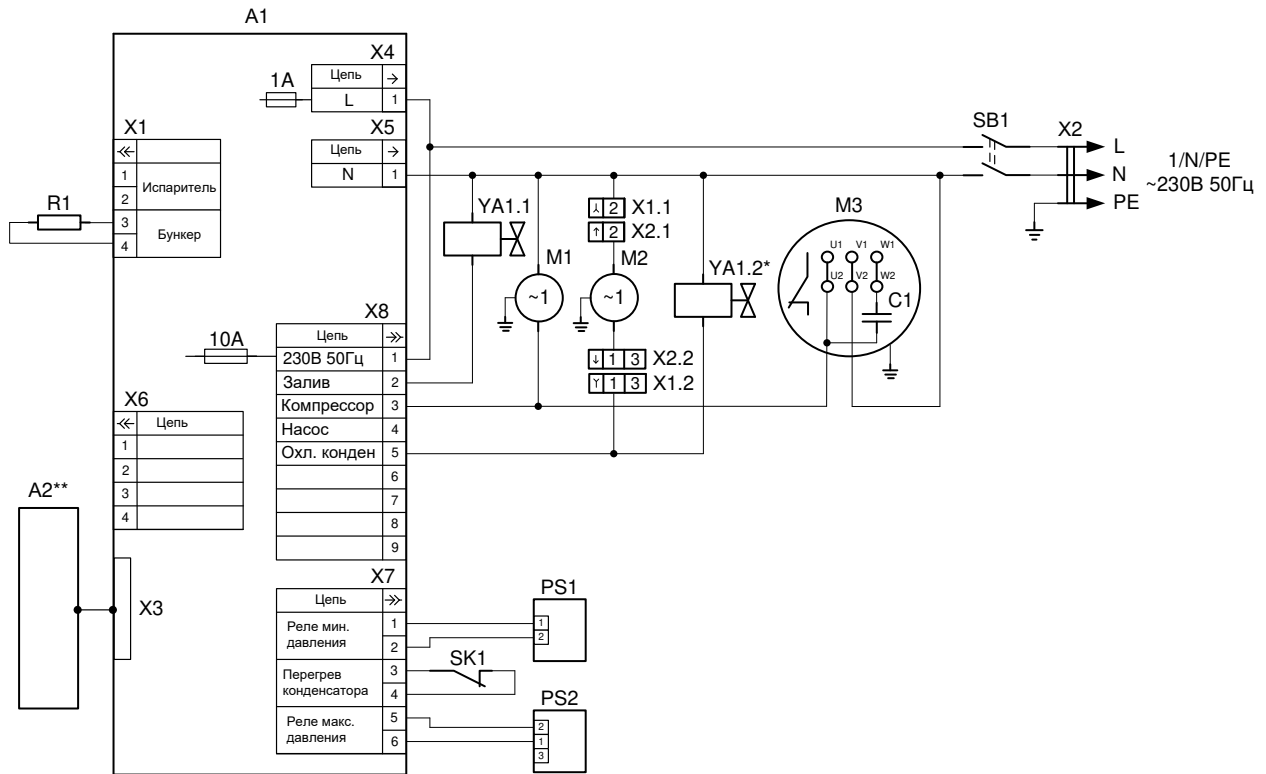 A1
X4
Цепь
1A
L 1
X5
Цепь
N 1
SB1
X2
L
N
PE
1/N/PE
~230В 50Гц
X1
1
2
Испаритель
3
4
Бункер
R1
YA1.1
M1
~1
2 X1.1
2 X2.1
M2
~1
1 3 X2.2
1 3 X1.2
YA1.2*
M3
U1 V1 W1
U2 V2 W2
C1
X8
Цепь
10A
230В 50Гц 1
Залив 2
Компрессор 3
Насос 4
Охл. конден 5
6
7
8
9
X6
Цепь
1
2
3
4
A2**
X3
X7
Цепь
Реле мин.
давления
1
2
Перегрев
конденсатора
3
4
Реле макс.
давления
5
6
PS1
1
2
SK1
PS2
2
1
3